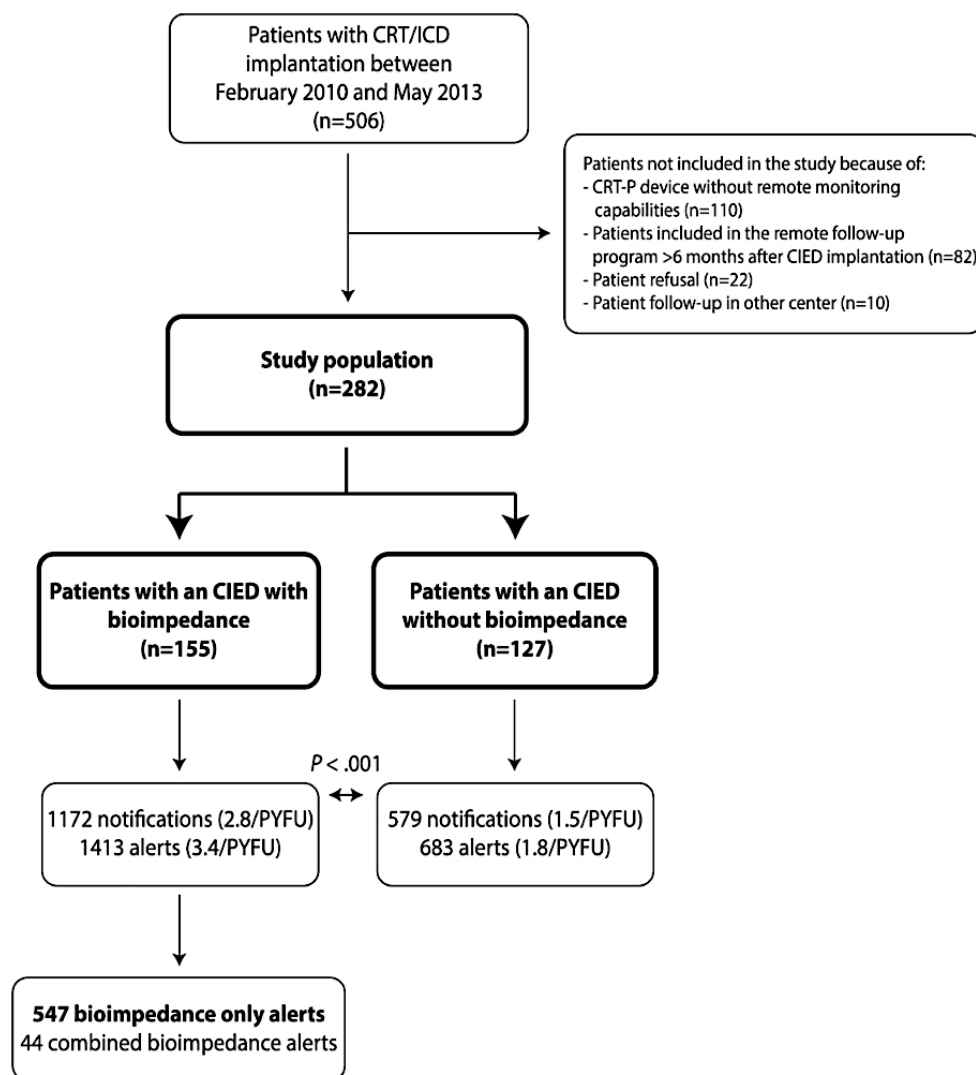 Patients with CRT/ICD
implantation between
February 2010 and May 2013
(n=506)
Patients not included in the study because of:
- CRT-P device without remote monitoring
capabilities (n=110)
- Patients included in the remote follow-up
program >6 months after CIED implantation (n=82)
- Patient refusal (n=22)
- Patient follow-up in other center (n=10)
Study population
(n=282)
Patients with an CIED with
bioimpedance
(n=155)
Patients with an CIED
without bioimpedance
(n=127)
P < .001
1172 notifications (2.8/PYFU)
1413 alerts (3.4/PYFU)
579 notifications (1.5/PYFU)
683 alerts (1.8/PYFU)
547 bioimpedance only alerts
44 combined bioimpedance alerts